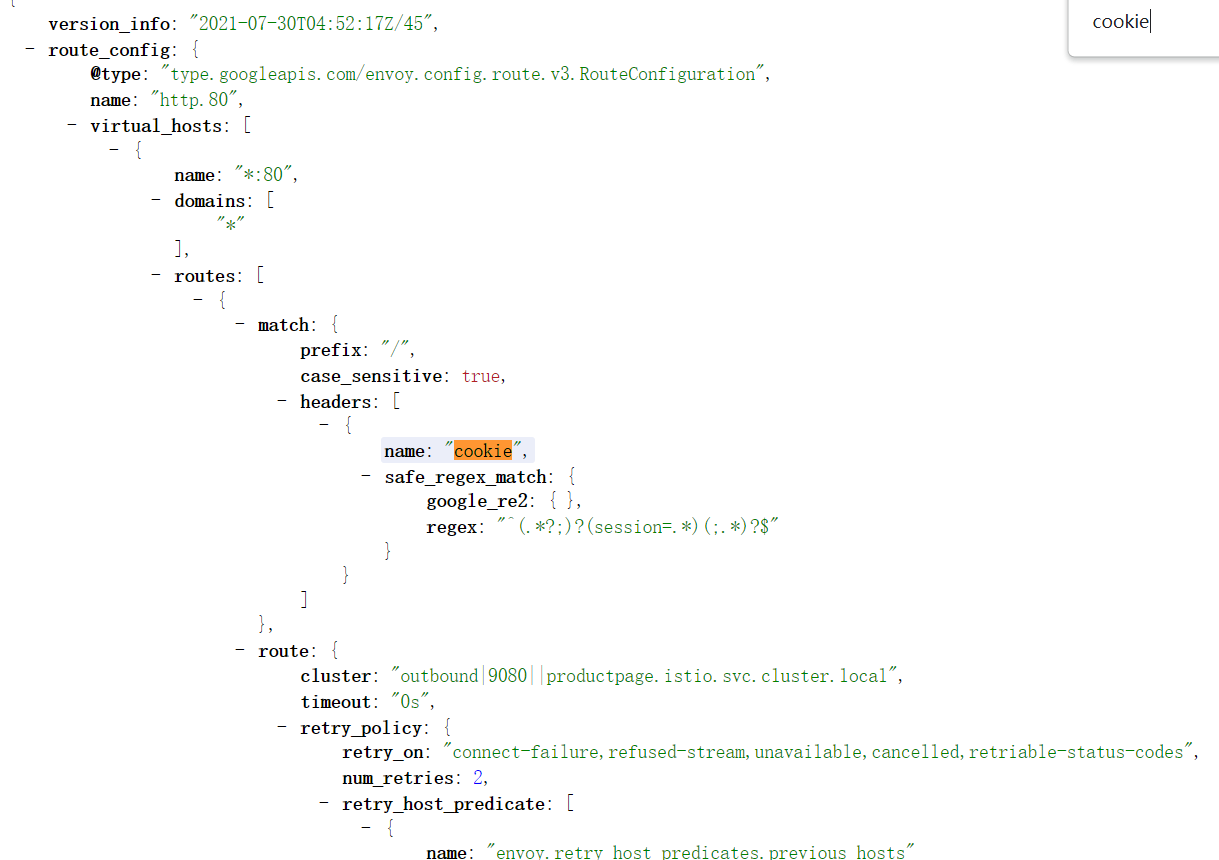 {
version_info: "2021-07-30T04:52:17Z/45",
cookie
- route_config: {
@type: "type.googleapis.com/envoy.config.route.v3.RouteConfiguration",
name: "http.80",
- virtual_hosts: [
- {
name: "*:80",
- domains: [
"*"
],
- routes: [
- {
- match: {
prefix: "/",
case_sensitive: true,
- headers: [
- {
name: "cookie",
- safe_regex_match: {
google_re2: { },
regex: "^(.*?;)?(session=.*)(;.*)?$"
}
}
]
},
- route: {
cluster: "outbound|9080||productpage.istio.svc.cluster.local",
timeout: "0s",
- retry_policy: {
retry_on: "connect-failure,refused-stream,unavailable,cancelled,retriable-status-codes",
num_retries: 2,
- retry_host_predicate: [
- {
name: "envoy.retry_host_predicates.previous_hosts"